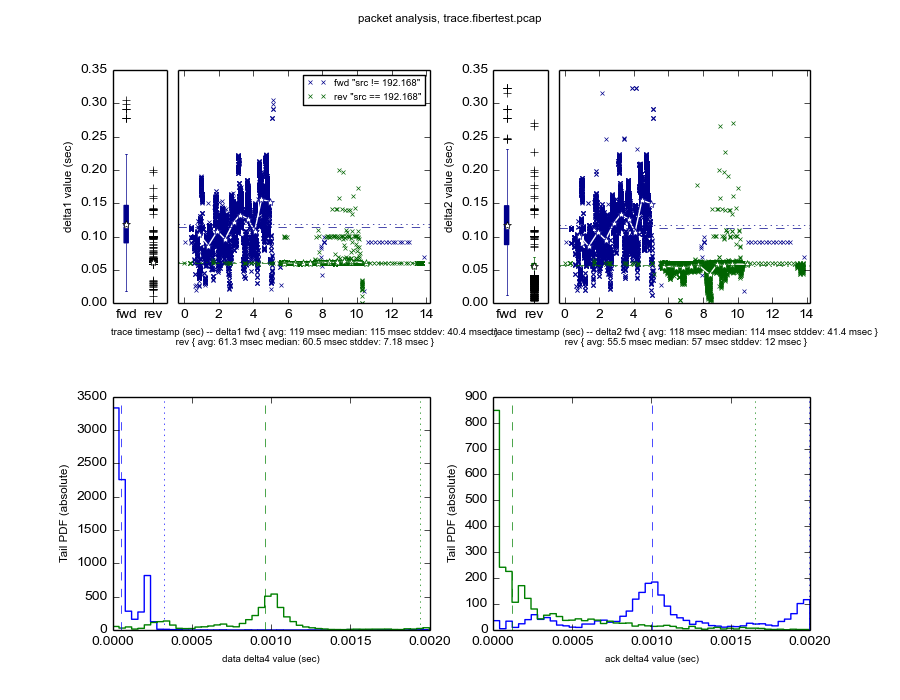 packet analysis, trace.fibertest.pcap
delta1 value (sec)
0.35
0.30
0.25
0.20
0.15
0.10
0.05
0.00
fwd rev
0 2 4 6 8 10 12 14
fwd "src != 192.168"
rev "src == 192.168"
trace timestamp (sec) -- delta1 fwd { avg: 119 msec median: 115 msec stddev: 40.4 msec }
rev { avg: 61.3 msec median: 60.5 msec stddev: 7.18 msec }
delta2 value (sec)
0.35
0.30
0.25
0.20
0.15
0.10
0.05
0.00
fwd rev
0 2 4 6 8 10 12 14
trace timestamp (sec) -- delta2 fwd { avg: 118 msec median: 114 msec stddev: 41.4 msec }
rev { avg: 55.5 msec median: 57 msec stddev: 12 msec }
Tail PDF (absolute)
3500
3000
2500
2000
1500
1000
500
0
0.0000 0.0005 0.0010 0.0015 0.0020
data delta4 value (sec)
Tail PDF (absolute)
900
800
700
600
500
400
300
200
100
0
0.0000 0.0005 0.0010 0.0015 0.0020
ack delta4 value (sec)